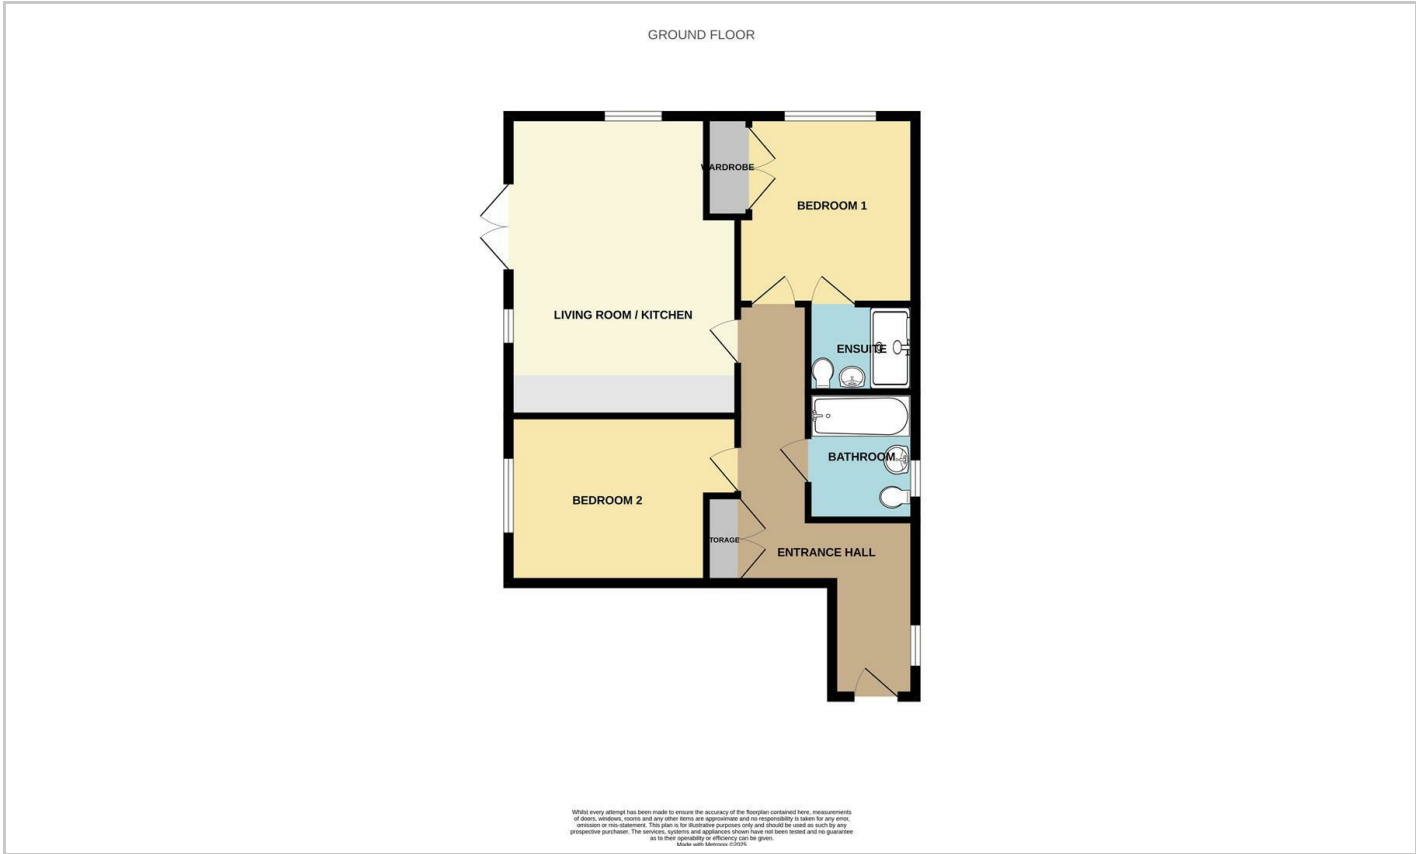 GROUND FLOOR
WARDROBE
BEDROOM 1
LIVING ROOM / KITCHEN
ENSUITE
BATHROOM
BEDROOM 2
TORAGE
ENTRANCE HALL
Whilst every attempt has been made to ensure the accuracy of the floorplan contained here, measurements
of doors, windows, rooms and any other items are approximate and no responsibility is taken for any error,
omission or mis-statement. This plan is for illustrative purposes only and should be used as such by any
prospective purchaser. The services, systems and appliances shown have not been tested and no guarantee
as to their operability or efficiency can be given.
Made with Metropix ©2025